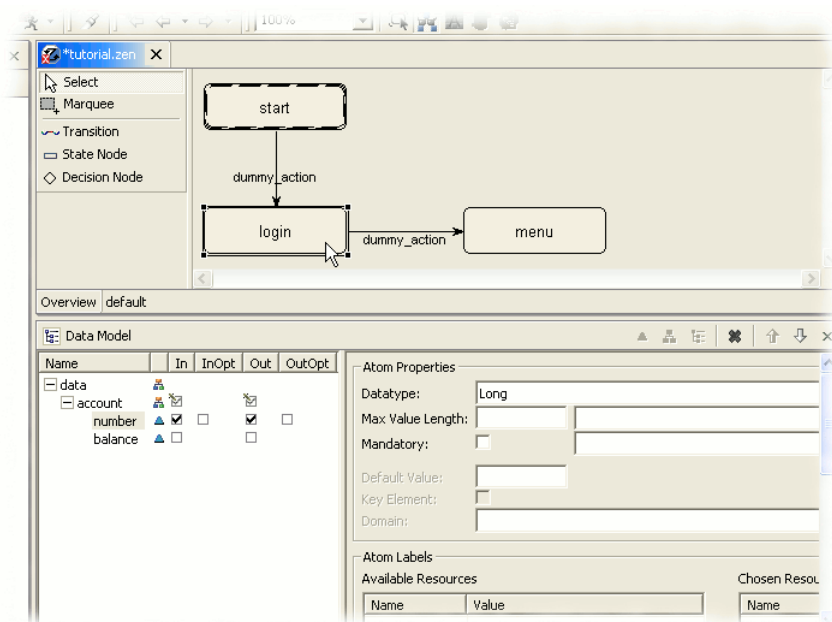 100%
*tutorial.zen
Select
Marquee
Transition
State Node
Decision Node
start
dummy_action
login
dummy_action
menu
Overview default
Data Model
Name In InOpt Out OutOpt
data
account
number
balance
Atom Properties
Datatype: Long
Max Value Length:
Mandatory:
Default Value:
Key Element:
Domain:
Atom Labels
Available Resources Chosen Resou
Name Value Name